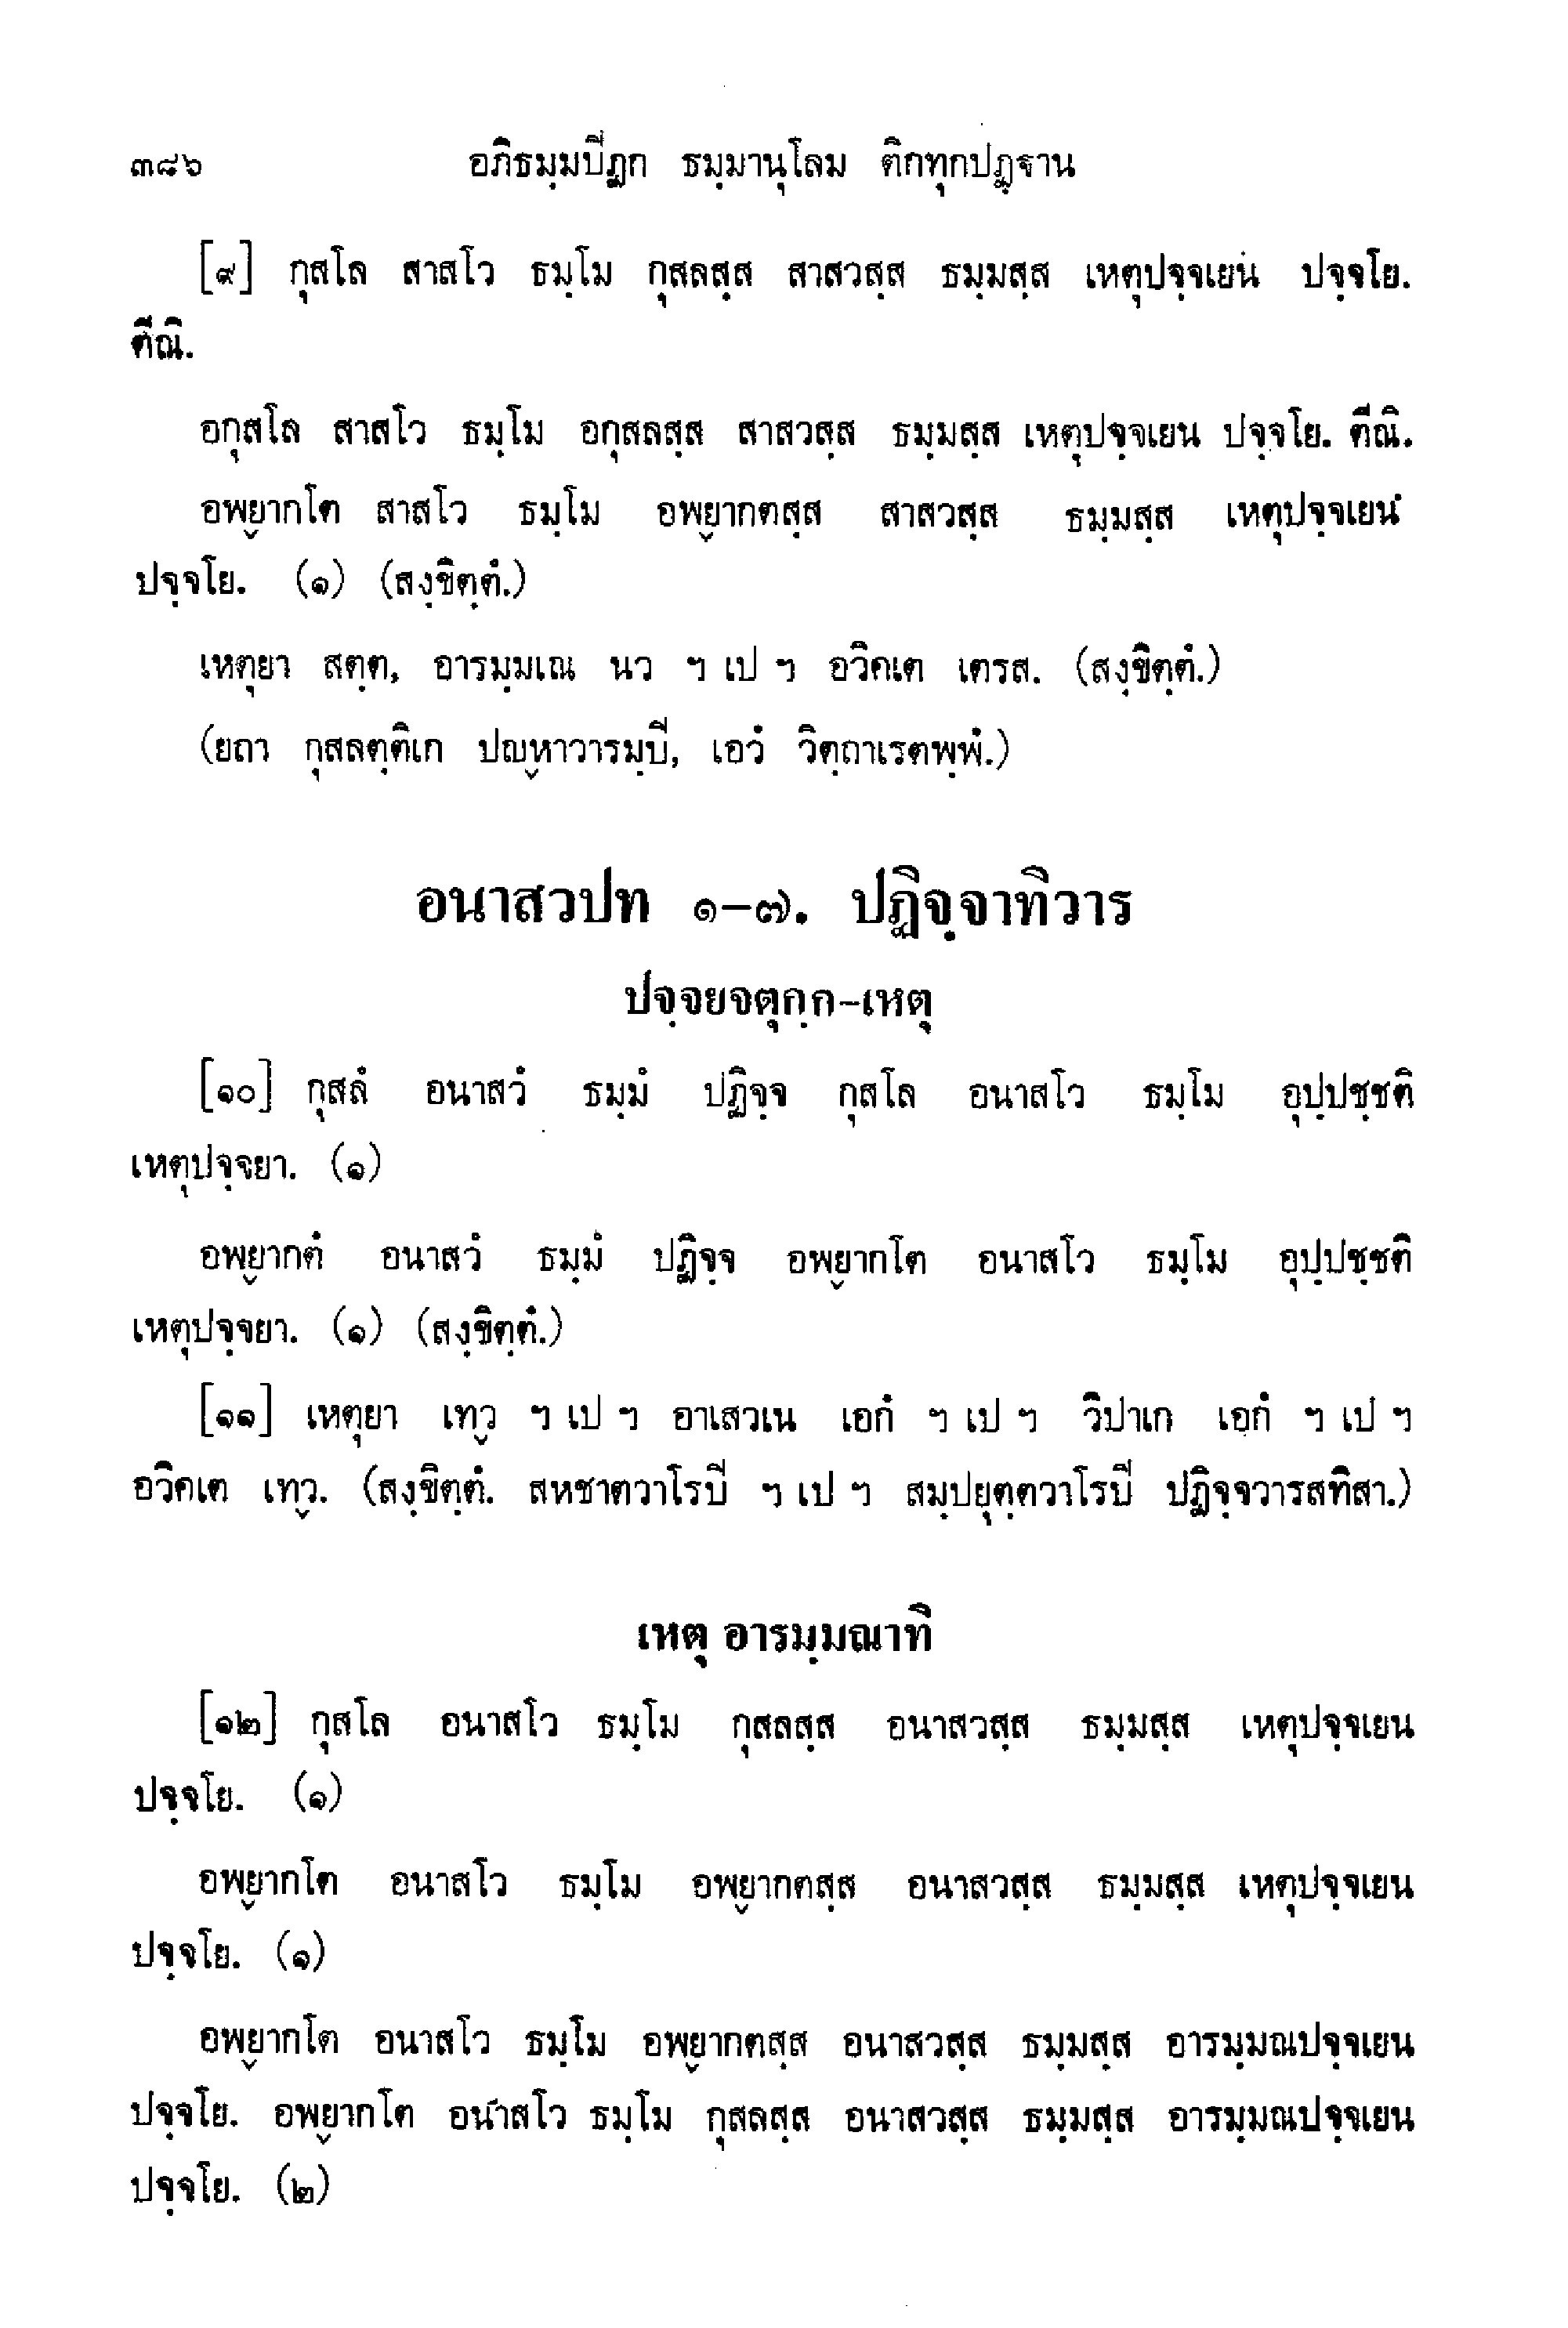 ๓๘๖ อภิธมฺมปิฏก ธมฺมานุโลม ติกทุกปฏฺฐาน
[๙] กุสโล สาสโว ธมฺโม กุสลสฺส สาสวสฺส ธมฺมสฺส เหตุปจฺจเยน ปจฺจโย.
ตีณิ.
อกุสโล สาสโว ธมฺโม อกุสลสฺส สาสวสฺส ธมฺมสฺส เหตุปจฺจเยน ปจฺจโย. ตีณิ.
อพฺยากโต สาสโว ธมฺโม อพฺยากตสฺส สาสวสฺส ธมฺมสฺส เหตุปจฺจเยน
ปจฺจโย. (๑) (สงฺขิตฺตํ.)
เหตุยา สตฺต, อารมฺมเณ นว ฯ เป ฯ อวิคเต เตรส. (สงฺขิตฺตํ.)
(ยถา กุสลตฺติเก ปญฺหาวารมฺปิ, เอวํ วิตฺถาเรตพฺพํ.)
อนาสวปท ๑-๗. ปฏิจฺจาทิวาร
ปจฺจยจตุกฺก-เหตุ
[๑๐] กุสลํ อนาสวํ ธมฺมํ ปฏิจฺจ กุสโล อนาสโว ธมฺโม อุปฺปชฺชติ
เหตุปจฺจยา. (๑)
อพฺยากตํ อนาสวํ ธมฺมํ ปฏิจฺจ อพฺยากโต อนาสโว ธมฺโม อุปฺปชฺชติ
เหตุปจฺจยา. (๑) (สงฺขิตฺตํ.)
[๑๑] เหตุยา เทฺว ฯ เป ฯ อาเสวเน เอกํ ฯ เป ฯ วิปาเก เอกํ ฯ เป ฯ
อวิคเต เทฺว. (สงฺขิตฺตํ. สหชาตวาโรปิ ฯ เป ฯ สมฺปยุตฺตวาโรปิ ปฏิจฺจวารสทิสา.)
เหตุ อารมฺมณาทิ
[๑๒] กุสโล อนาสโว ธมฺโม กุสลสฺส อนาสวสฺส ธมฺมสฺส เหตุปจฺจเยน
ปจฺจโย. (๑)
อพฺยากโต อนาสโว ธมฺโม อพฺยากตสฺส อนาสวสฺส ธมฺมสฺส เหตุปจฺจเยน
ปจฺจโย. (๑)
อพฺยากโต อนาสโว ธมฺโม อพฺยากตสฺส อนาสวสฺส ธมฺมสฺส อารมฺมณปจฺจเยน
ปจฺจโย. อพฺยากโต อนาสโว ธมฺโม กุสลสฺส อนาสวสฺส ธมฺมสฺส อารมฺมณปจฺจเยน
ปจฺจโย. (๒)